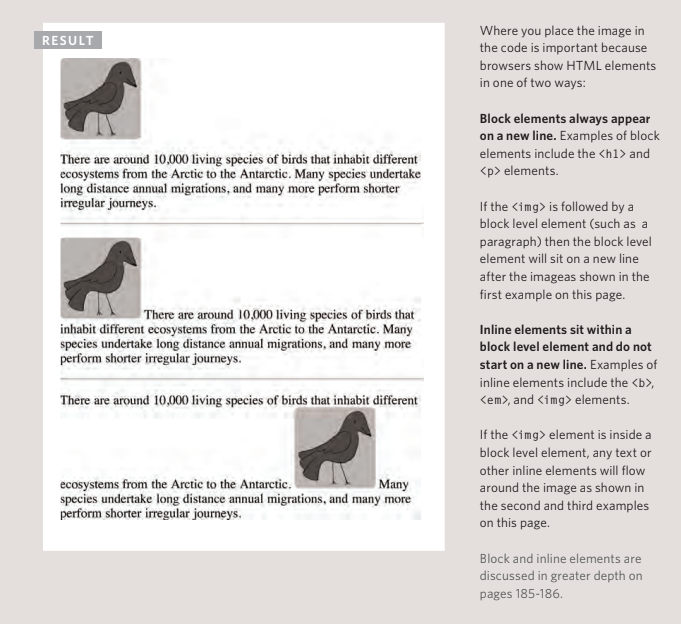 RESULT
There are around 10,000 living species of birds that inhabit different
ecosystems from the Arctic to the Antarctic. Many species undertake
long distance annual migrations, and many more perform shorter
irregular journeys.
There are around 10,000 living species of birds that
inhabit different ecosystems from the Arctic to the Antarctic. Many
species undertake long distance annual migrations, and many more
perform shorter irregular journeys.
There are around 10,000 living species of birds that inhabit different
ecosystems from the Arctic to the Antarctic. Many
species undertake long distance annual migrations, and many more
perform shorter irregular journeys.
Where you place the image in
the code is important because
browsers show HTML elements
in one of two ways:
Block elements always appear
on a new line. Examples of block
elements include the <h1> and
<p> elements.
If the <img> is followed by a
block level element (such as a
paragraph) then the block level
element will sit on a new line
after the imageas shown in the
first example on this page.
Inline elements sit within a
block level element and do not
start on a new line. Examples of
inline elements include the <b>,
<em>, and <img> elements.
If the <img> element is inside a
block level element, any text or
other inline elements will flow
around the image as shown in
the second and third examples
on this page.
Block and inline elements are
discussed in greater depth on
pages 185-186.